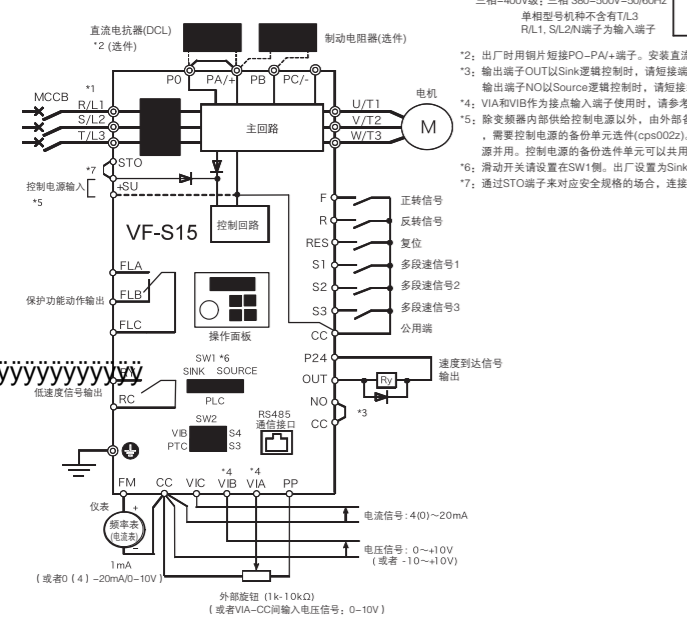 三相-400V级：三相 380-500V-50/60Hz
单相型号机种不含有T/L3
R/L1, S/L2/N端子为输入端子
直流电抗器(DCL)
*2 (选件)
制动电阻器(选件)
*2：出厂时用铜片短接PO-PA/+端子。安装直流
*3：输出端子OUT以Sink逻辑控制时，请短接端
输出端子NO以Source逻辑控制时，请短接
*4：VIA和VIB作为接点输入端子使用时，请参考
*5：除变频器内部供给控制电源以外，由外部备
，需要控制电源的备份单元选件(cps002)。
源并用。控制电源的备份选件单元可以共用
*6：滑动开关请设置在SW1侧。出厂设置为Sink
*7：通过STO端子来对应安全规格的场合，连接
P0 PA/+ PB PC/-
MCCB
*1
R/L1
S/L2
T/L3
主回路
U/T1
V/T2
W/T3
电机
M
*7
STO
控制电源输入
+SU
*5
VF-S15
控制回路
F 正转信号
R 反转信号
RES 复位
S1 多段速信号1
S2 多段速信号2
S3 多段速信号3
CC 公用端
FLA
保护功能动作输出
FLB
FLC
操作面板
P24
OUT
Ry
速度到达信号
输出
NO
CC
*3
ÿÿÿÿÿÿÿÿÿÿ
RY
低速度信号输出
RC
SW1 *6
SINK SOURCE
PLC
SW2
VIB S4
PTC S3
RS485
通信接口
*4 *4
FM CC VIC VIB VIA PP
仪表
+
频率表
(电流表)
−
1mA
(或者0(4)-20mA/0-10V)
电流信号: 4(0)～20mA
电压信号: 0～+10V
(或者 -10～+10V)
外部旋钮 (1k-10kΩ)
(或者VIA-CC间输入电压信号：0-10V)